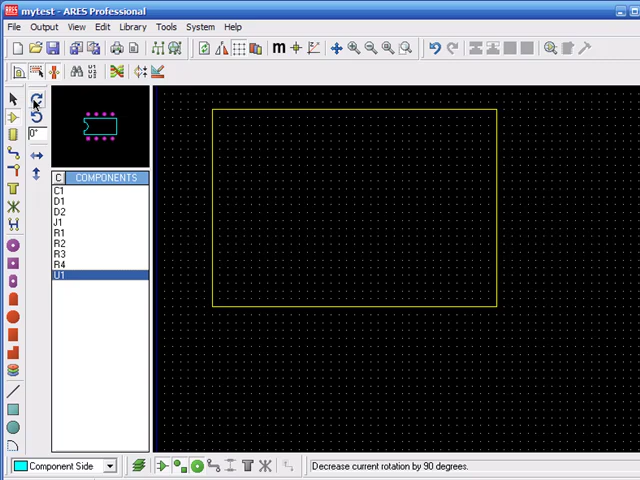 mytest - ARES Professional
File Output View Edit Library Tools System Help
m
0°
C COMPONENTS
C1
D1
D2
J1
R1
R2
R3
R4
U1
Component Side
Decrease current rotation by 90 degrees.